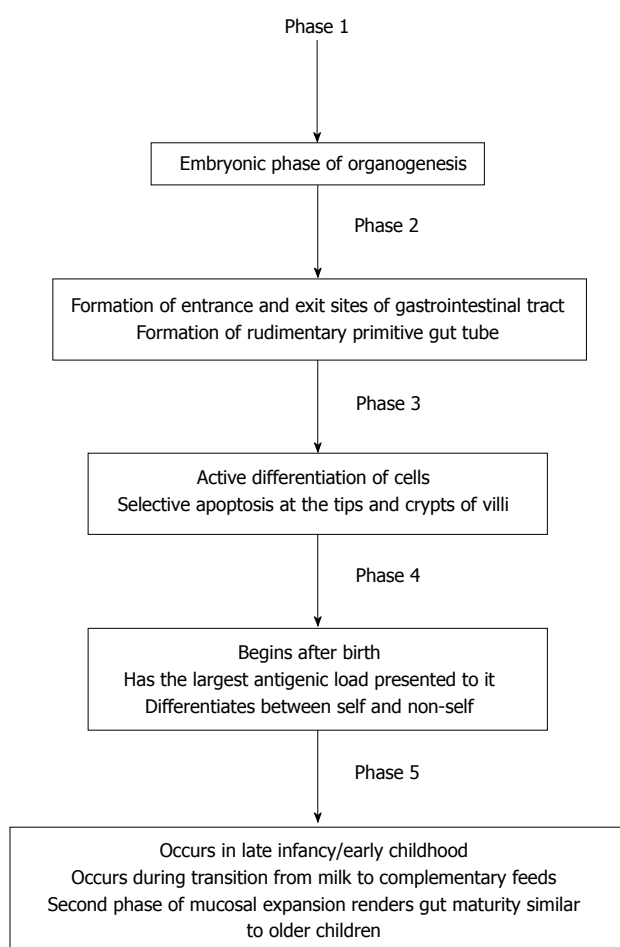 Phase 1
Embryonic phase of organogenesis
Phase 2
Formation of entrance and exit sites of gastrointestinal tract
Formation of rudimentary primitive gut tube
Phase 3
Active differentiation of cells
Selective apoptosis at the tips and crypts of villi
Phase 4
Begins after birth
Has the largest antigenic load presented to it
Differentiates between self and non-self
Phase 5
Occurs in late infancy/early childhood
Occurs during transition from milk to complementary feeds
Second phase of mucosal expansion renders gut maturity similar
to older children